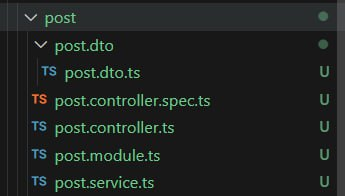 post
post.dto
TS post.dto.ts U
TS post.controller.spec.ts U
TS post.controller.ts U
TS post.module.ts U
TS post.service.ts U